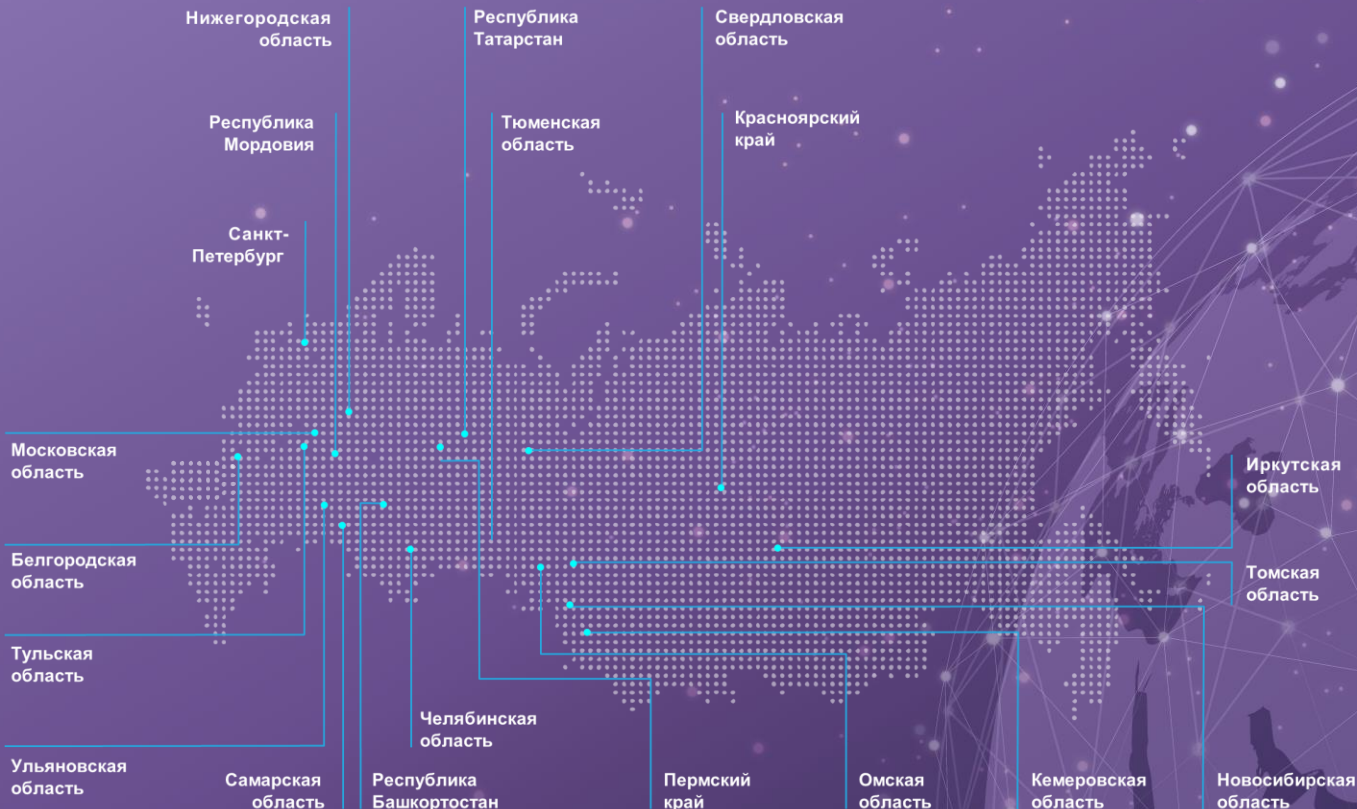 Нижегородская
область
Республика
Татарстан
Свердловская
область
Республика
Мордовия
Тюменская
область
Красноярский
край
Санкт-
Петербург
Московская
область
Иркутская
область
Белгородская
область
Томская
область
Тульская
область
Челябинская
область
Ульяновская
область
Самарская
область
Республика
Башкортостан
Пермский
край
Омская
область
Кемеровская
область
Новосибирская
область